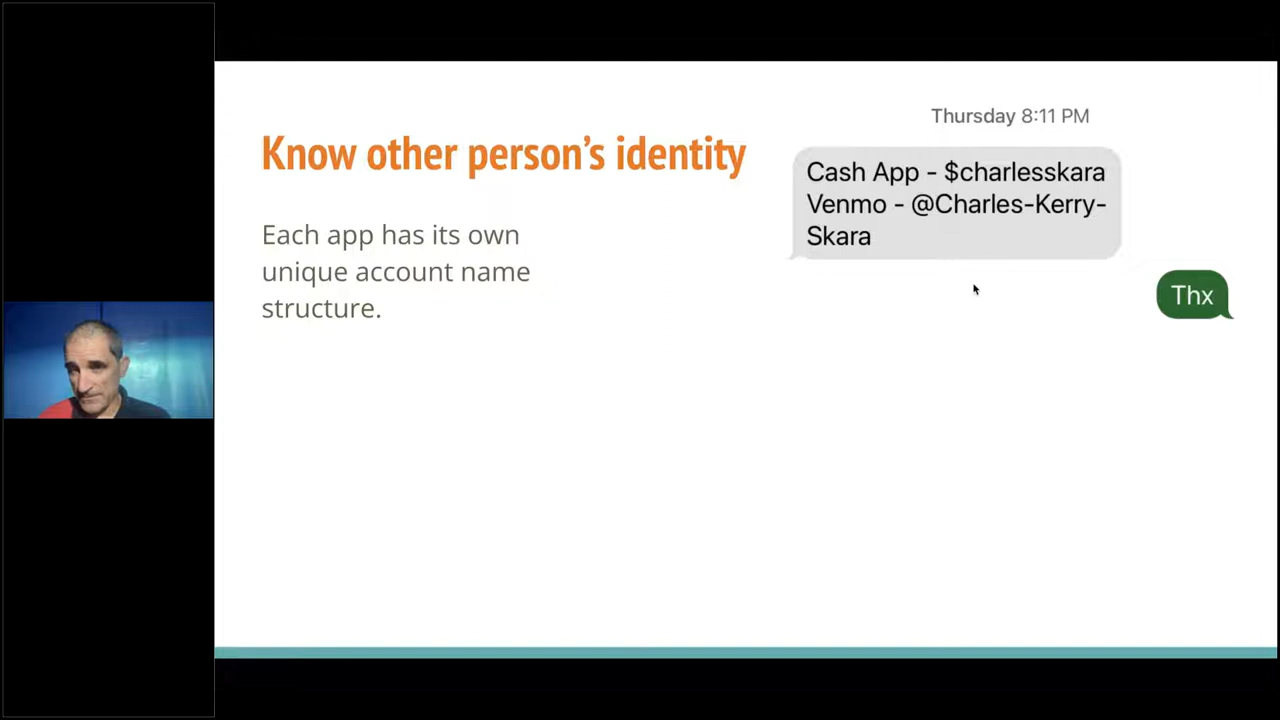 Know other person's identity
Each app has its own
unique account name
structure.
Thursday 8:11 PM
Cash App - $charlesskara
Venmo - @Charles-Kerry-
Skara
Thx